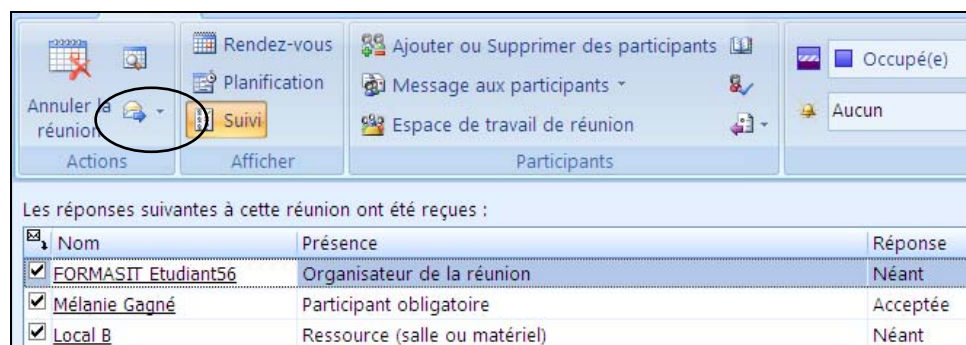 Annuler la réunion
Actions
Rendez-vous
Planification
Suivi
Afficher
Ajouter ou Supprimer des participants
Message aux participants
Espace de travail de réunion
Participants
Occupé(e)
Aucun
Les réponses suivantes à cette réunion ont été reçues :
Nom Présence Réponse
FORMASIT Etudiant56 Organisateur de la réunion Néant
Mélanie Gagné Participant obligatoire Acceptée
Local B Ressource (salle ou matériel) Néant